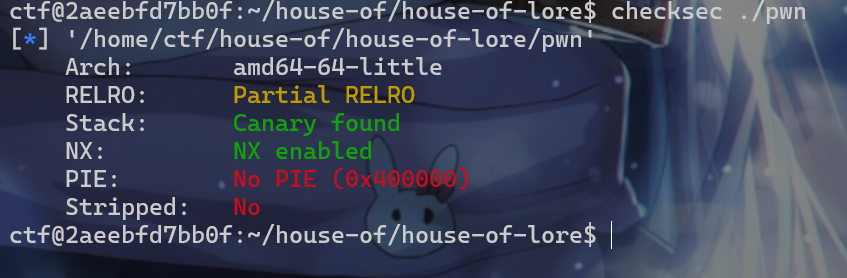 ctf@2aeebfd7bb0f:~/house-of/house-of-lore$ checksec ./pwn
[*] '/home/ctf/house-of/house-of-lore/pwn'
    Arch:       amd64-64-little
    RELRO:      Partial RELRO
    Stack:      Canary found
    NX:         NX enabled
    PIE:        No PIE (0x400000)
    Stripped:   No
ctf@2aeebfd7bb0f:~/house-of/house-of-lore$